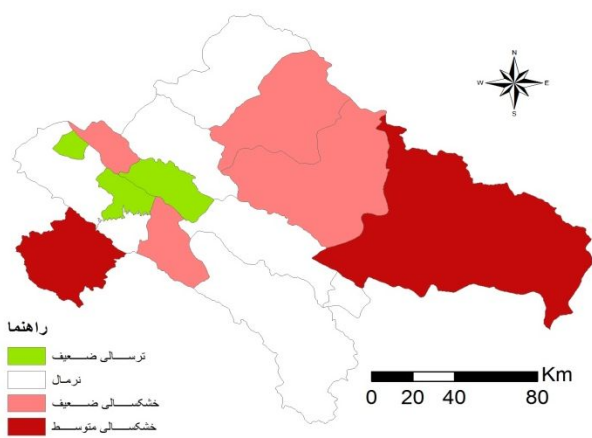 N
W E
S
راهنما
ترسالی ضعیف
نرمال
خشکسالی ضعیف
خشکسالی متوسط
Km
0 20 40 80